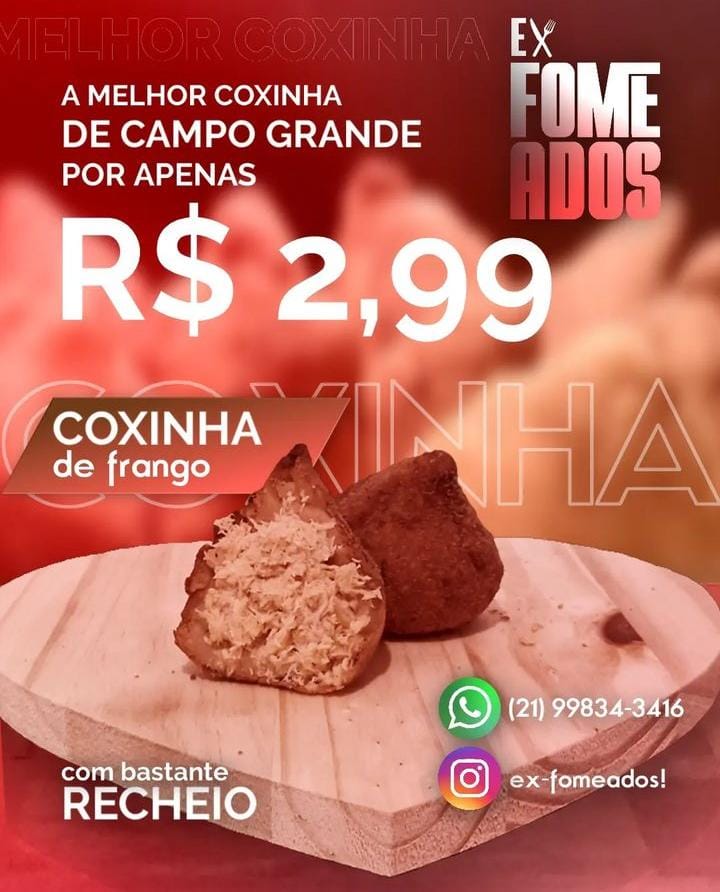 MELHOR COXINHA
EX
FOME
ADOS
A MELHOR COXINHA
DE CAMPO GRANDE
POR APENAS
R$ 2,99
COXINHA
COXINHA
de frango
(21) 99834-3416
ex-fomeados!
com bastante
RECHEIO